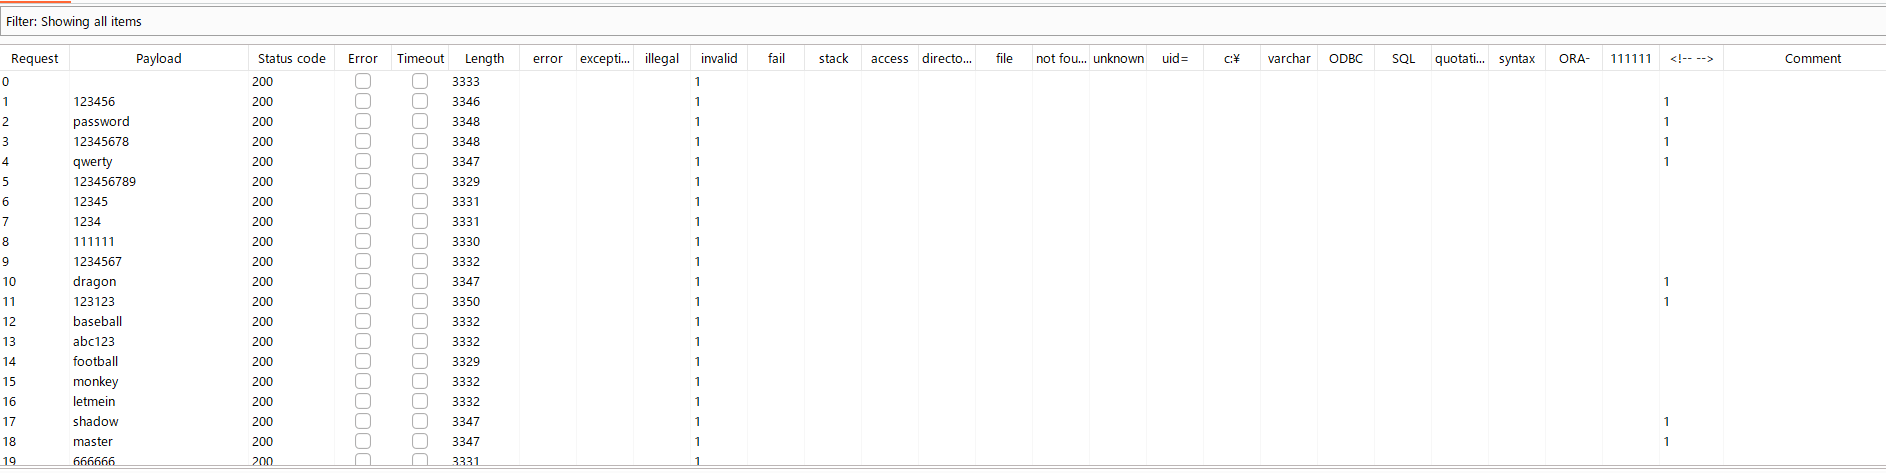 Filter: Showing all items
Request Payload Status code Error Timeout Length error excepti... illegal invalid fail stack access directo... file not fou... unknown uid= c:¥ varchar ODBC SQL quotati... syntax ORA- 111111 <!-- --> Comment
0 200 3333 1
1 123456 200 3346 1 1
2 password 200 3348 1 1
3 12345678 200 3348 1 1
4 qwerty 200 3347 1 1
5 123456789 200 3329 1
6 12345 200 3331 1
7 1234 200 3331 1
8 111111 200 3330 1
9 1234567 200 3332 1
10 dragon 200 3347 1 1
11 123123 200 3350 1 1
12 baseball 200 3332 1
13 abc123 200 3332 1
14 football 200 3329 1
15 monkey 200 3332 1
16 letmein 200 3332 1
17 shadow 200 3347 1 1
18 master 200 3347 1 1
19 666666 200 3331 1